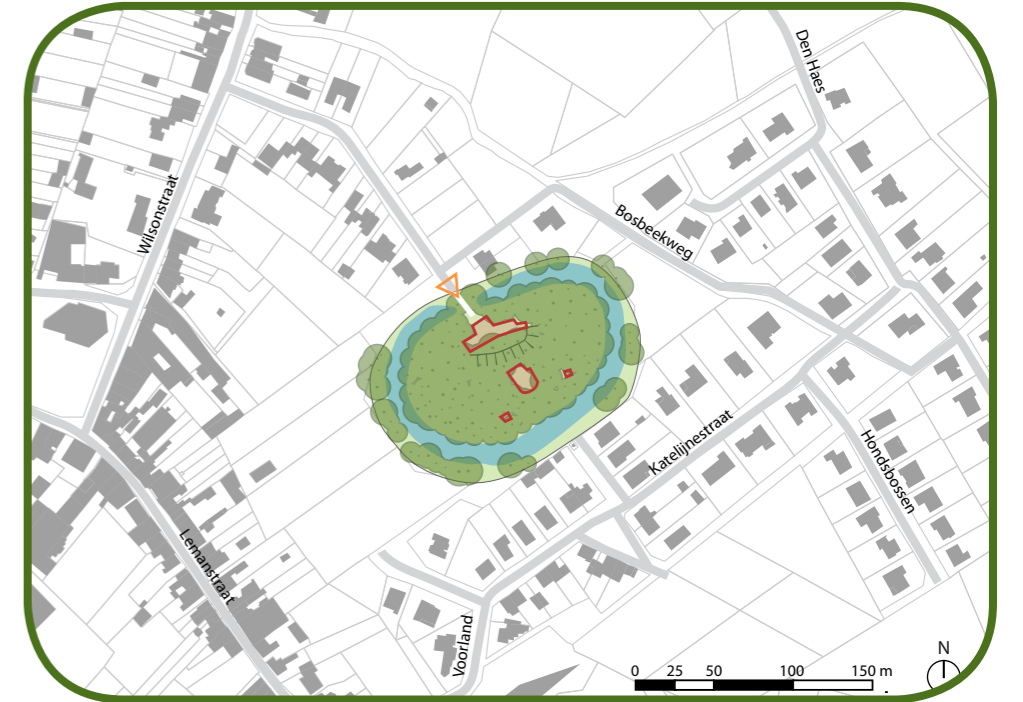 Den Haes
Wilsonstraat
Bosbeekweg
Katelijnestraat
Hondsbossen
Lemanstraat
Voorland
N
0 25 50 100 150 m